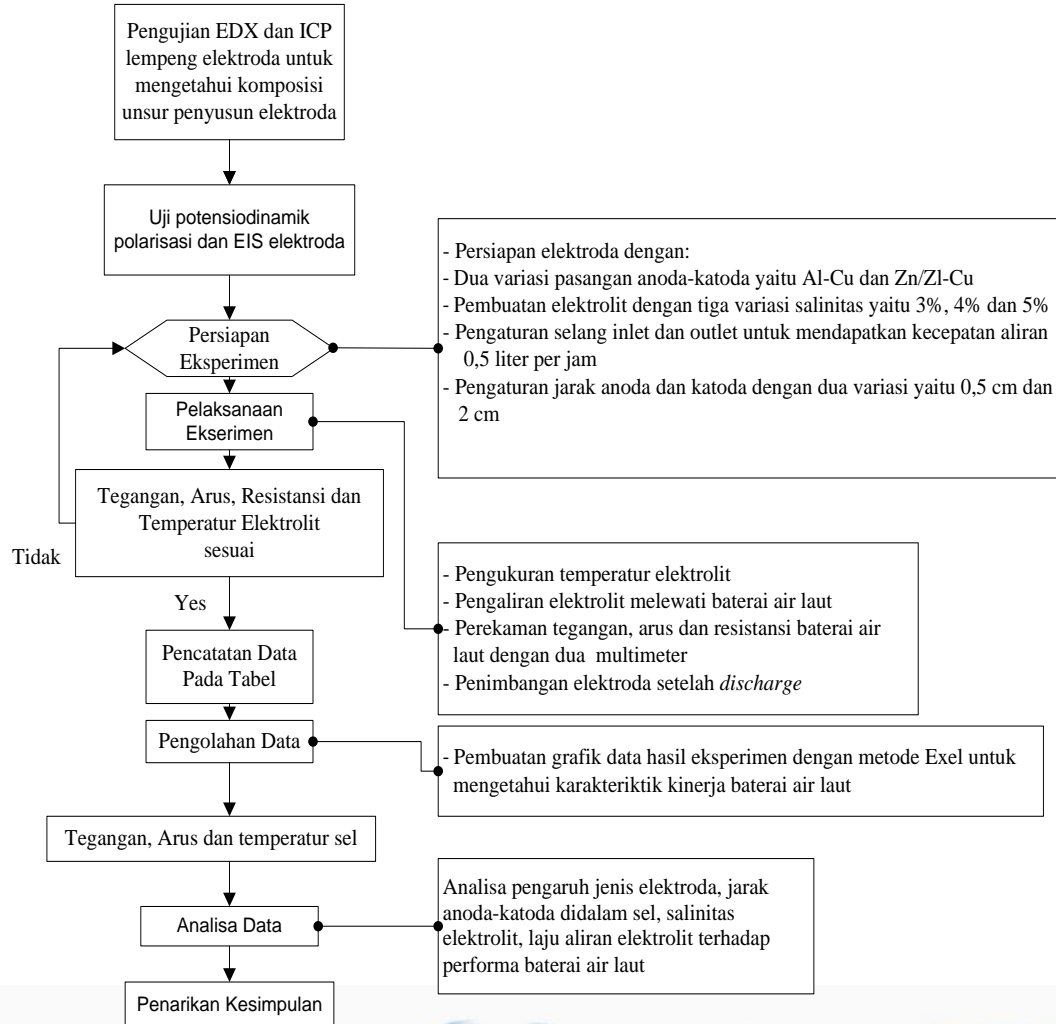 Pengujian EDX dan ICP
lempeng elektroda untuk
mengetahui komposisi
unsur penyusun elektroda
Uji potensiodinamik
polarisasi dan EIS elektroda
Persiapan
Eksperimen
- Persiapan elektroda dengan:
- Dua variasi pasangan anoda-katoda yaitu Al-Cu dan Zn/Zl-Cu
- Pembuatan elektrolit dengan tiga variasi salinitas yaitu 3%, 4% dan 5%
- Pengaturan selang inlet dan outlet untuk mendapatkan kecepatan aliran
0,5 liter per jam
- Pengaturan jarak anoda dan katoda dengan dua variasi yaitu 0,5 cm dan
2 cm
Pelaksanaan
Ekserimen
Tegangan, Arus, Resistansi dan
Temperatur Elektrolit
sesuai
Tidak
Yes
- Pengukuran temperatur elektrolit
- Pengaliran elektrolit melewati baterai air laut
- Perekaman tegangan, arus dan resistansi baterai air
laut dengan dua multimeter
- Penimbangan elektroda setelah discharge
Pencatatan Data
Pada Tabel
Pengolahan Data
- Pembuatan grafik data hasil eksperimen dengan metode Exel untuk
mengetahui karakteriktik kinerja baterai air laut
Tegangan, Arus dan temperatur sel
Analisa Data
Analisa pengaruh jenis elektroda, jarak
anoda-katoda didalam sel, salinitas
elektrolit, laju aliran elektrolit terhadap
performa baterai air laut
Penarikan Kesimpulan